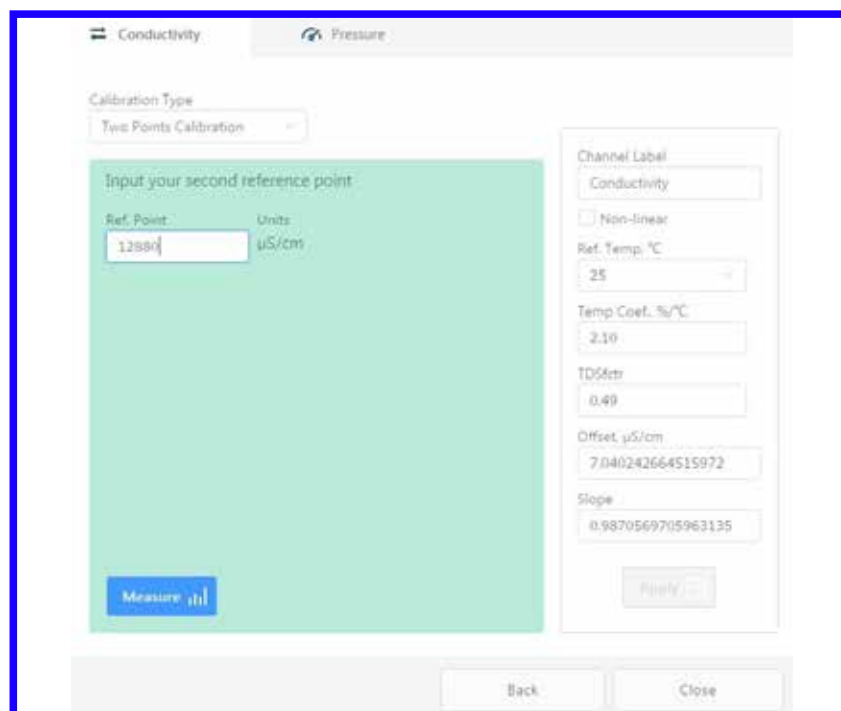 Conductivity
Pressure
Calibration Type
Two Points Calibration
Input your second reference point
Ref. Point
Units
12880
µS/cm
Measure
Channel Label
Conductivity
Non-linear
Ref. Temp. °C
25
Temp Coef., %/°C
2.10
TDSfctr
0.49
Offset, µS/cm
7.040242664515972
Slope
0.9870569705963135
Apply
Back
Close